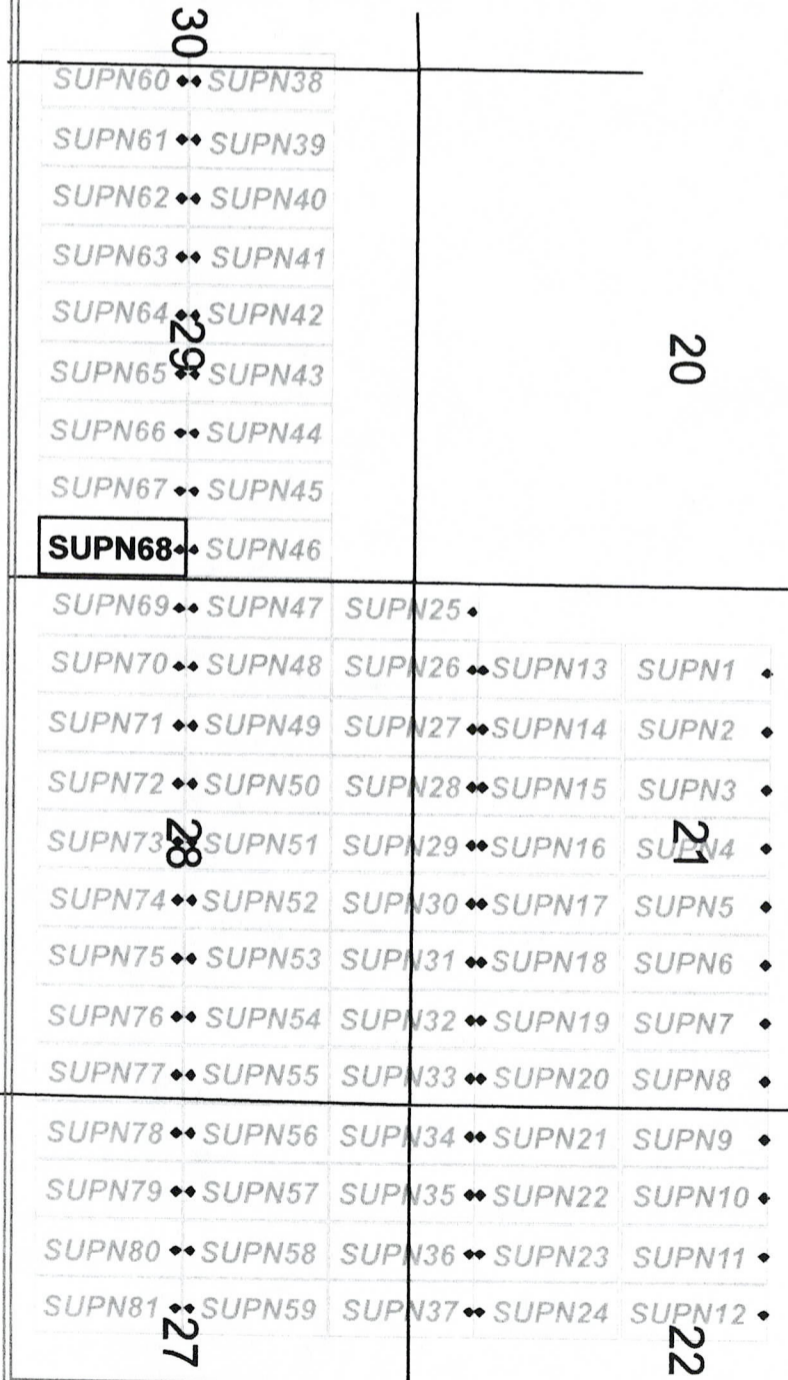 30
SUPN60 SUPN38
SUPN61 SUPN39
SUPN62 SUPN40
SUPN63 SUPN41
SUPN64 SUPN42
29
20
SUPN65 SUPN43
SUPN66 SUPN44
SUPN67 SUPN45
SUPN68 SUPN46
SUPN69 SUPN47 SUPN25
SUPN70 SUPN48 SUPN26 SUPN13 SUPN1
SUPN71 SUPN49 SUPN27 SUPN14 SUPN2
SUPN72 SUPN50 SUPN28 SUPN15 SUPN3
SUPN73 SUPN51 SUPN29 SUPN16 SUPN4
28
21
SUPN74 SUPN52 SUPN30 SUPN17 SUPN5
SUPN75 SUPN53 SUPN31 SUPN18 SUPN6
SUPN76 SUPN54 SUPN32 SUPN19 SUPN7
SUPN77 SUPN55 SUPN33 SUPN20 SUPN8
SUPN78 SUPN56 SUPN34 SUPN21 SUPN9
SUPN79 SUPN57 SUPN35 SUPN22 SUPN10
SUPN80 SUPN58 SUPN36 SUPN23 SUPN11
SUPN81 SUPN59 SUPN37 SUPN24 SUPN12
27
22